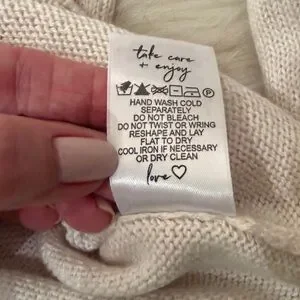 take care
+ enjoy
HAND WASH COLD
SEPARATELY
DO NOT BLEACH
DO NOT TWIST OR WRING
RESHAPE AND LAY
FLAT TO DRY
COOL IRON IF NECESSARY
OR DRY CLEAN
love ♡